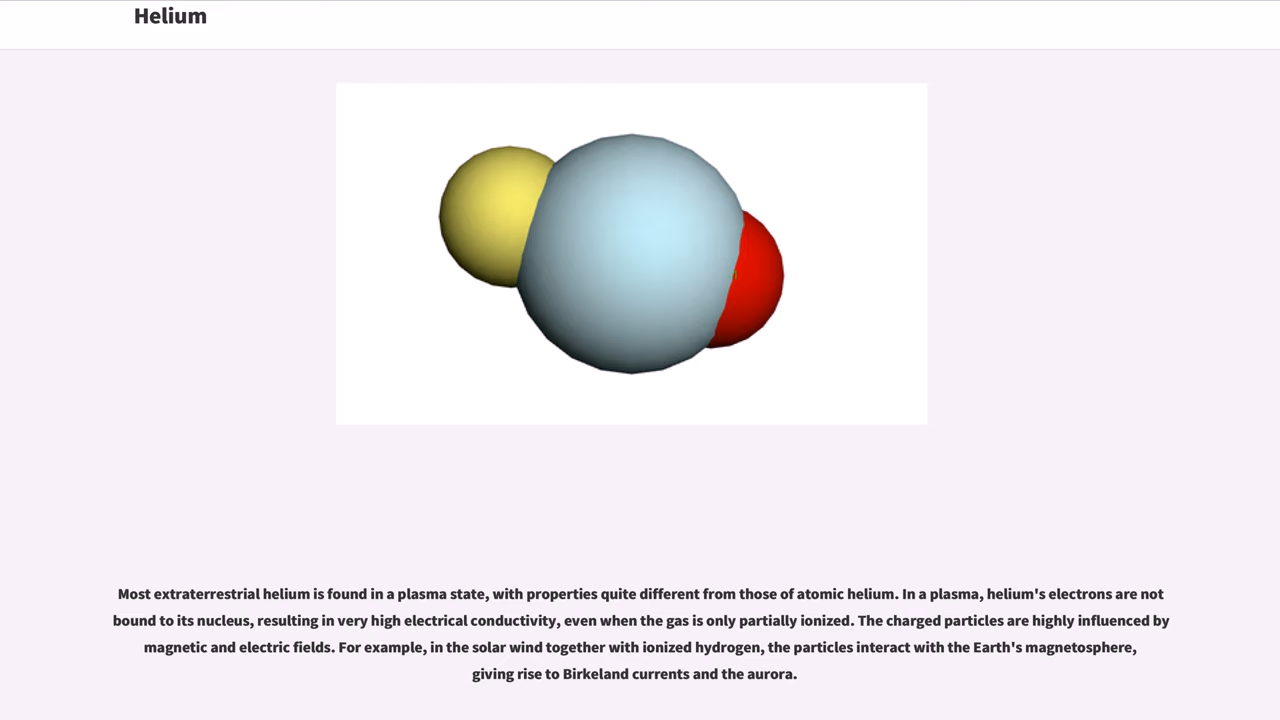 Helium
Most extraterrestrial helium is found in a plasma state, with properties quite different from those of atomic helium. In a plasma, helium's electrons are not
bound to its nucleus, resulting in very high electrical conductivity, even when the gas is only partially ionized. The charged particles are highly influenced by
magnetic and electric fields. For example, in the solar wind together with ionized hydrogen, the particles interact with the Earth's magnetosphere,
giving rise to Birkeland currents and the aurora.